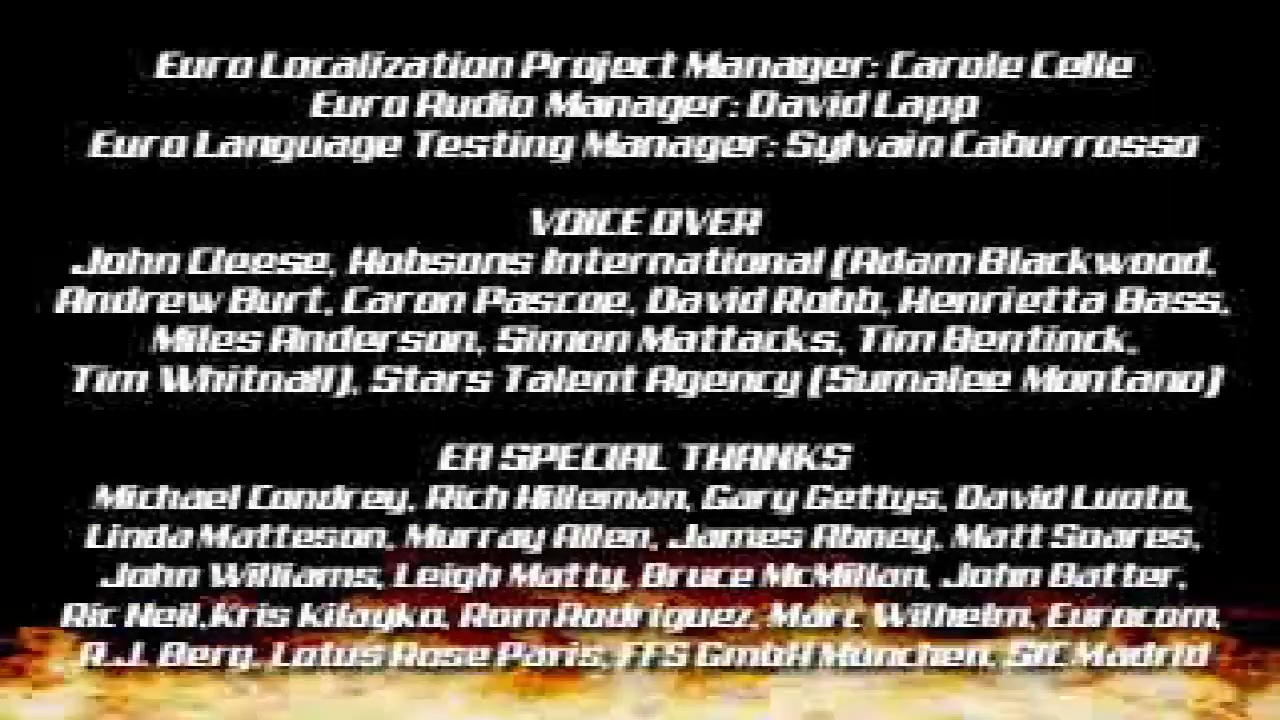 Euro Localization Project Manager: Carole Celle
Euro Audio Manager: David Lapp
Euro Language Testing Manager: Sylvain Caburrosso
VOICE OVER
John Cleese, Hobsons International (Adam Blackwood,
Andrew Burt, Caron Pascoe, David Robb, Henrietta Bass,
Miles Anderson, Simon Mattacks, Tim Bentinck,
Tim Whitnall), Stars Talent Agency (Sumalee Montano)
EA SPECIAL THANKS
Michael Condrey, Rich Hilleman, Gary Gettys, David Luoto,
Linda Matteson, Murray Allen, James Abney, Matt Soares,
John Williams, Leigh Matty, Bruce McMillan, John Batter,
Ric Neil,Kris Kilayko, Rom Rodriguez, Marc Wilhelm, Eurocom,
A.J. Berg, Lotus Rose Paris, FFS GmbH München, SIC Madrid